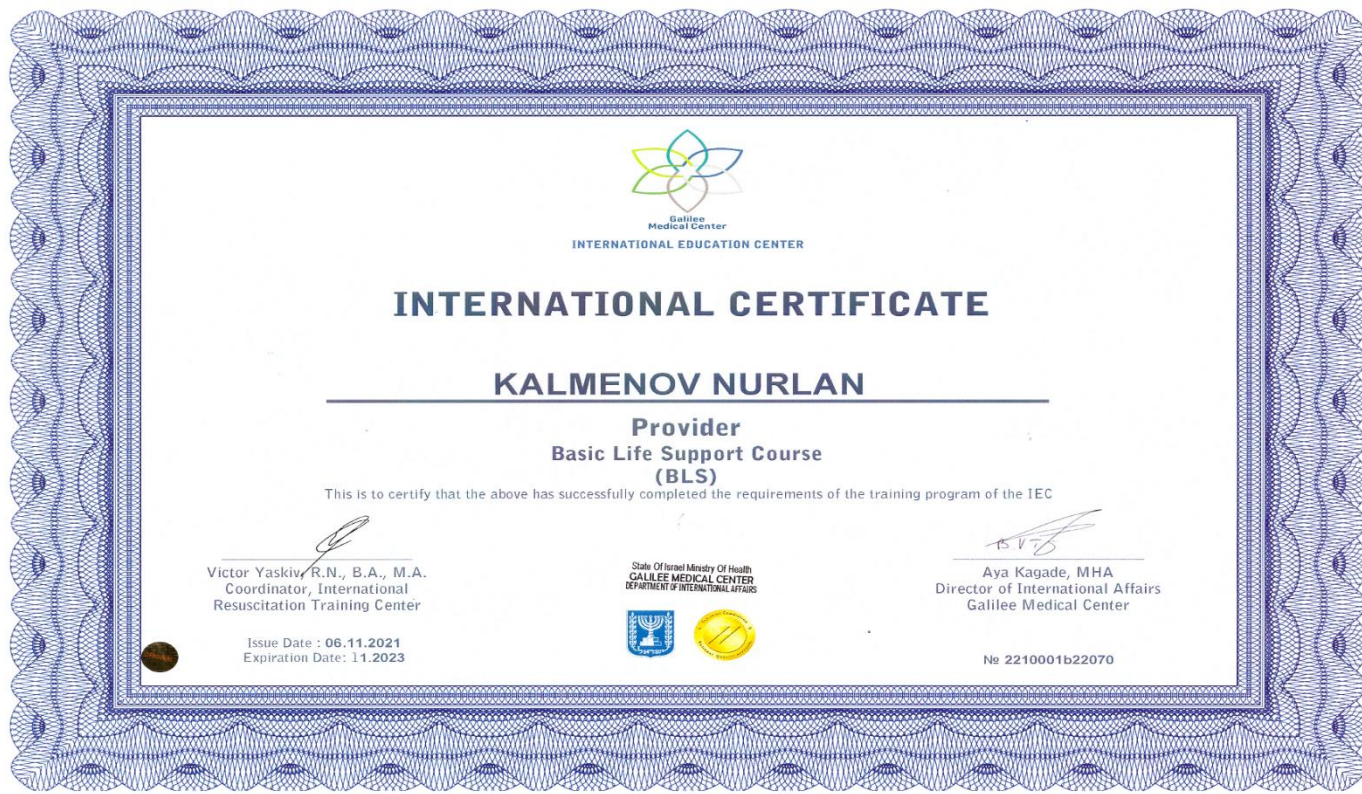 Galilee
Medical Center
INTERNATIONAL EDUCATION CENTER
INTERNATIONAL CERTIFICATE
KALMENOV NURLAN
Provider
Basic Life Support Course
(BLS)
This is to certify that the above has successfully completed the requirements of the training program of the IEC
Victor Yaskiv, R.N., B.A., M.A.
Coordinator, International
Resuscitation Training Center
Issue Date : 06.11.2021
Expiration Date: 11.2023
State Of Israel Ministry Of Health
GALILEE MEDICAL CENTER
DEPARTMENT OF INTERNATIONAL AFFAIRS
Aya Kagade, MHA
Director of International Affairs
Galilee Medical Center
№ 2210001b22070